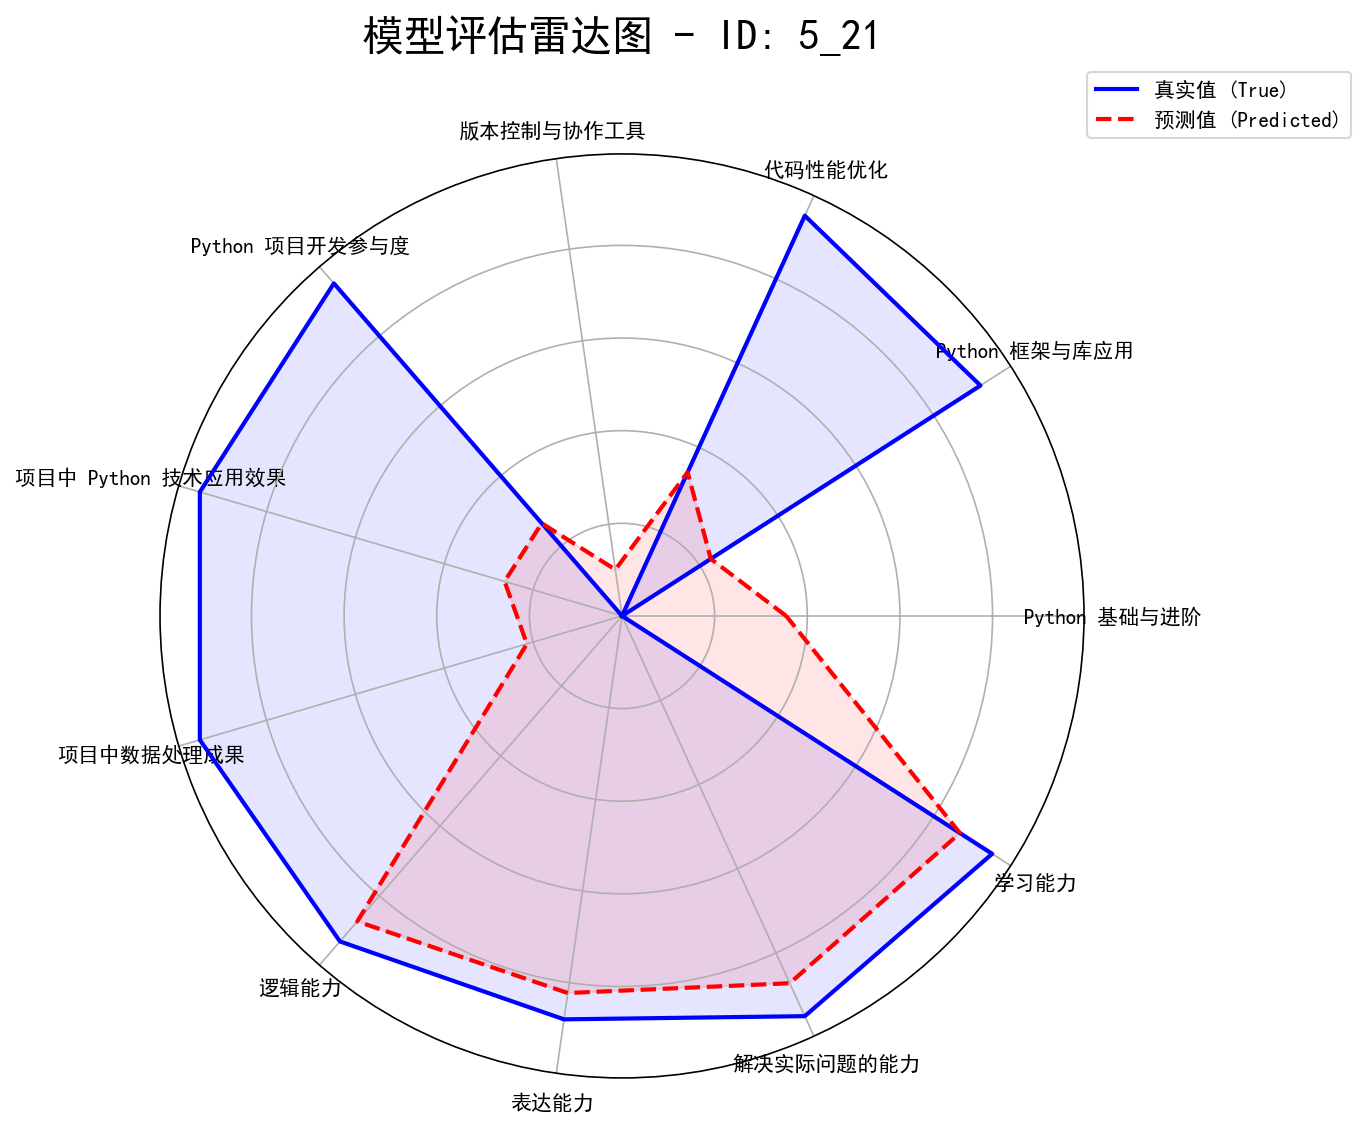 模型评估雷达图 - ID: 5_21
真实值 (True)
预测值 (Predicted)
版本控制与协作工具
代码性能优化
Python 项目开发参与度
Python 框架与库应用
项目中 Python 技术应用效果
Python 基础与进阶
项目中数据处理成果
学习能力
逻辑能力
解决实际问题的能力
表达能力